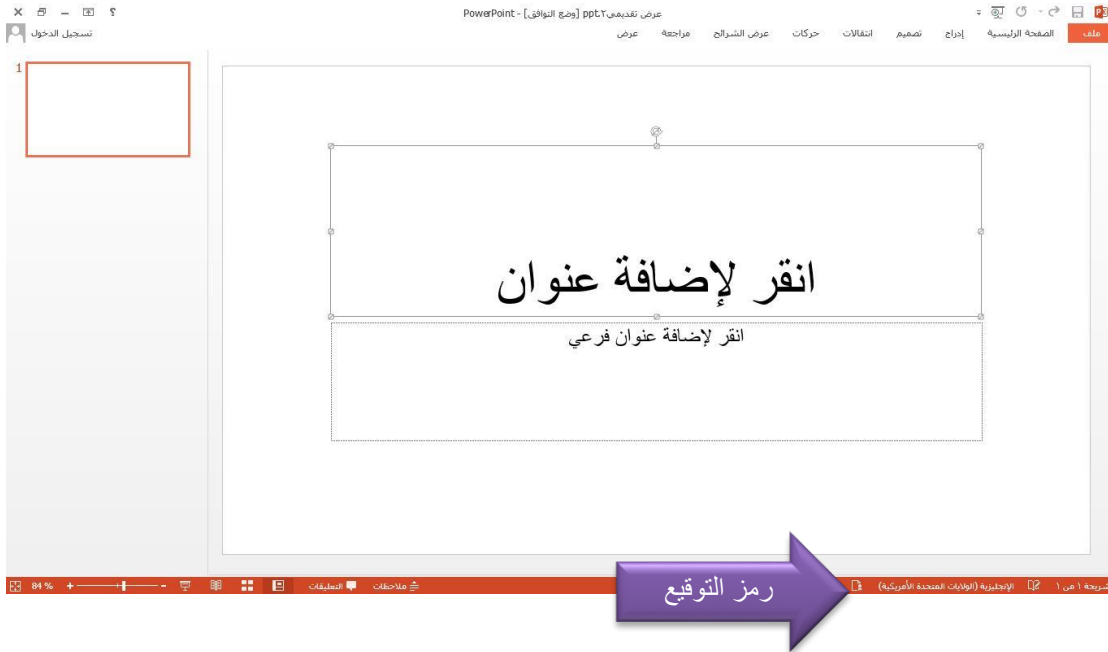 عرض تقديمي٢.ppt [وضع التوافق] - PowerPoint
؟
تسجيل الدخول
ملف الصفحة الرئيسية إدراج تصميم انتقالات حركات عرض الشرائح مراجعة عرض
1
انقر لإضافة عنوان
انقر لإضافة عنوان فرعي
رمز التوقيع
شريحة ١ من ١ الإنجليزية (الولايات المتحدة الأمريكية) ملاحظات التعليقات 84 %